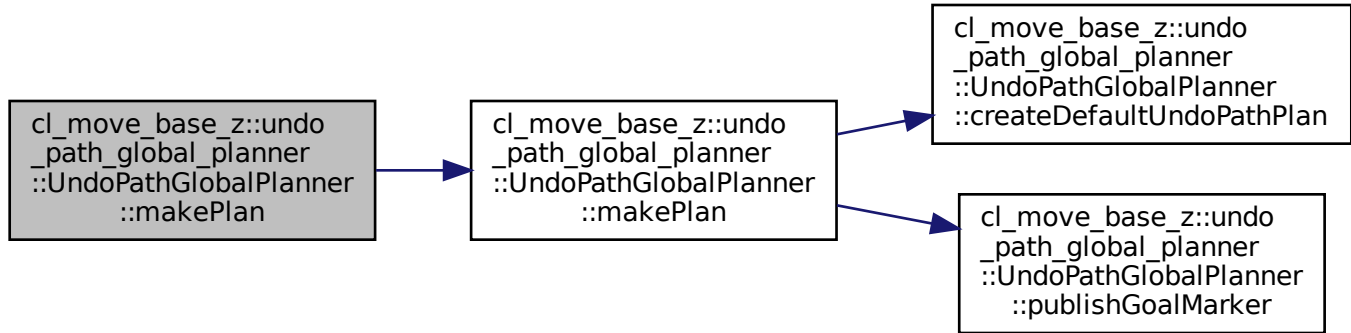 cl_move_base_z::undo
_path_global_planner
::UndoPathGlobalPlanner
::makePlan
cl_move_base_z::undo
_path_global_planner
::UndoPathGlobalPlanner
::makePlan
cl_move_base_z::undo
_path_global_planner
::UndoPathGlobalPlanner
::createDefaultUndoPathPlan
cl_move_base_z::undo
_path_global_planner
::UndoPathGlobalPlanner
::publishGoalMarker